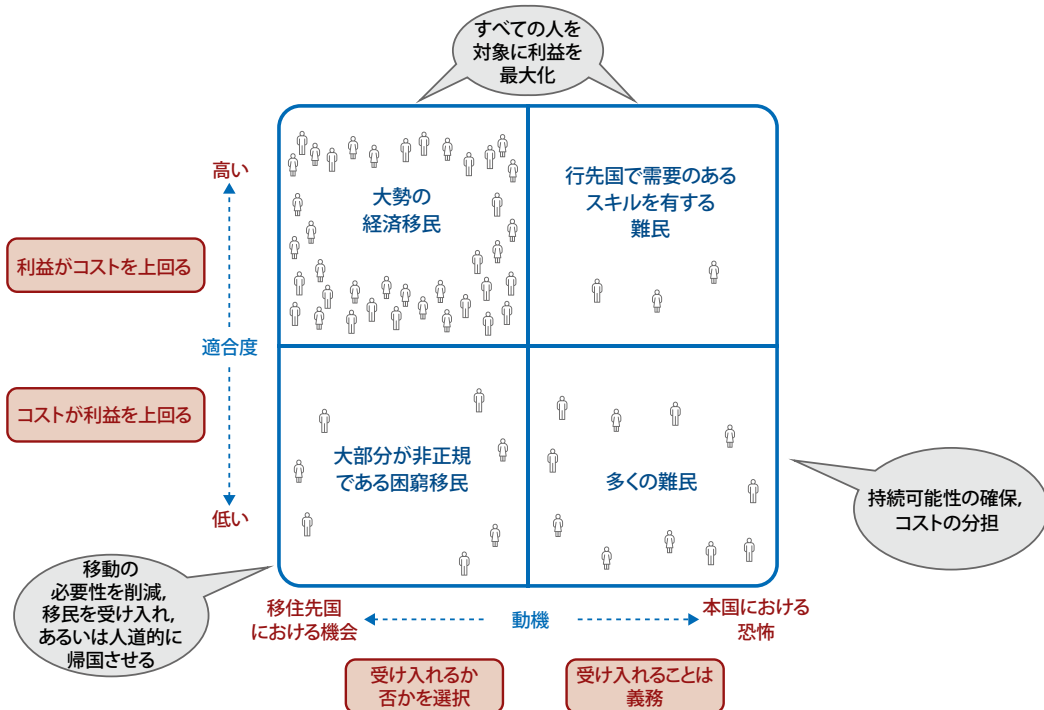 すべての人を
対象に利益を
最大化
高い
利益がコストを上回る
適合度
コストが利益を上回る
低い
大勢の
経済移民
行先国で需要のある
スキルを有する
難民
大部分が非正規
である困窮移民
多くの難民
持続可能性の確保,
コストの分担
移動の
必要性を削減,
移民を受け入れ,
あるいは人道的に
帰国させる
移住先国
における機会
動機
本国における
恐怖
受け入れるか
否かを選択
受け入れることは
義務